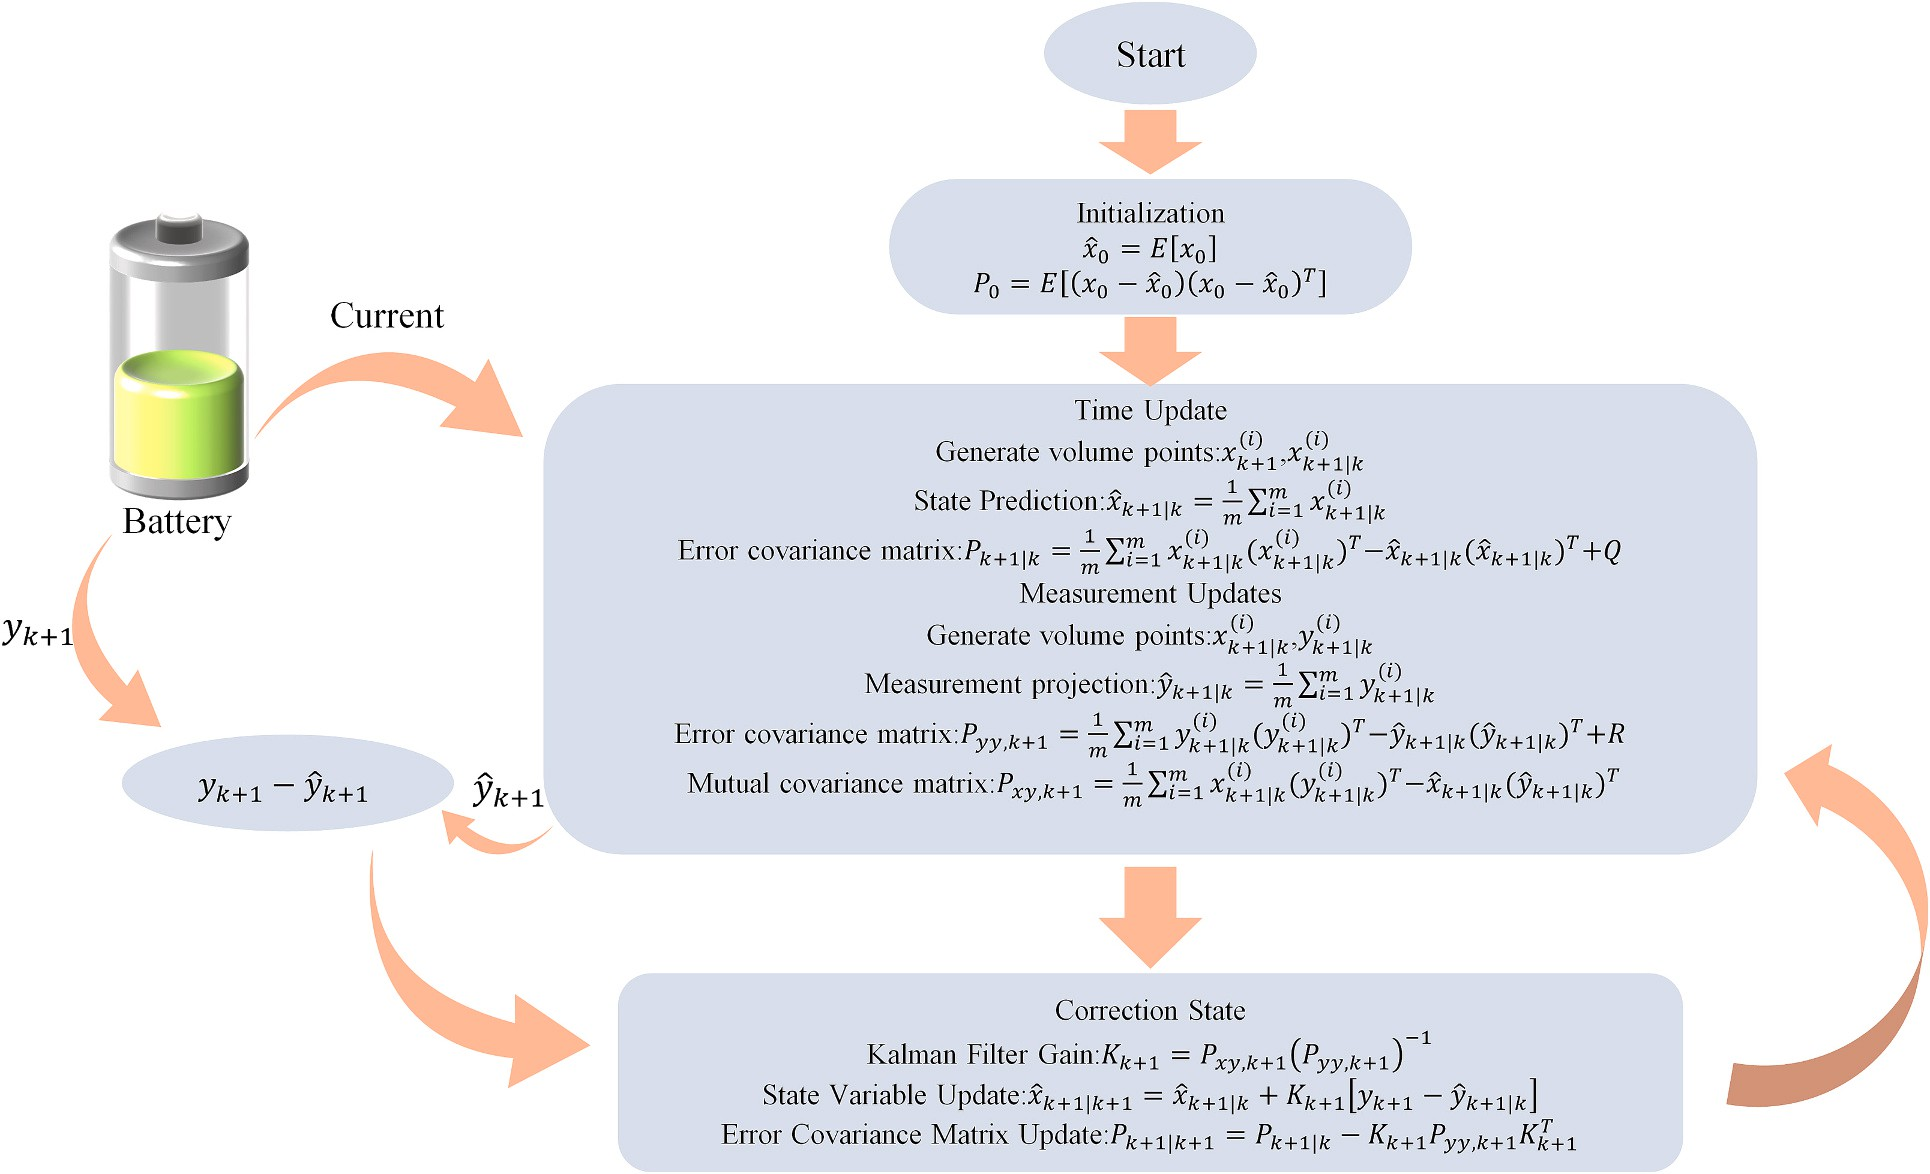 Start
Initialization
x̂₀ = E[x₀]
P₀ = E[(x₀ − x̂₀)(x₀ − x̂₀)ᵀ]
Current
Battery
Time Update
Generate volume points:x_{k+1}^{(i)},x_{k+1|k}^{(i)}
State Prediction:x̂_{k+1|k} = \frac{1}{m}∑_{i=1}^{m} x_{k+1|k}^{(i)}
Error covariance matrix:P_{k+1|k} = \frac{1}{m}∑_{i=1}^{m} x_{k+1|k}^{(i)}(x_{k+1|k}^{(i)})^T−x̂_{k+1|k}(x̂_{k+1|k})^T+Q
Measurement Updates
Generate volume points:x_{k+1|k}^{(i)},y_{k+1|k}^{(i)}
Measurement projection:ŷ_{k+1|k} = \frac{1}{m}∑_{i=1}^{m} y_{k+1|k}^{(i)}
Error covariance matrix:P_{yy,k+1} = \frac{1}{m}∑_{i=1}^{m} y_{k+1|k}^{(i)}(y_{k+1|k}^{(i)})^T−ŷ_{k+1|k}(ŷ_{k+1|k})^T+R
Mutual covariance matrix:P_{xy,k+1} = \frac{1}{m}∑_{i=1}^{m} x_{k+1|k}^{(i)}(y_{k+1|k}^{(i)})^T−x̂_{k+1|k}(ŷ_{k+1|k})^T
y_{k+1}
y_{k+1} − ŷ_{k+1}
ŷ_{k+1}
Correction State
Kalman Filter Gain:K_{k+1} = P_{xy,k+1}(P_{yy,k+1})^{−1}
State Variable Update:x̂_{k+1|k+1} = x̂_{k+1|k} + K_{k+1}[y_{k+1} − ŷ_{k+1|k}]
Error Covariance Matrix Update:P_{k+1|k+1} = P_{k+1|k} − K_{k+1}P_{yy,k+1}K_{k+1}^T